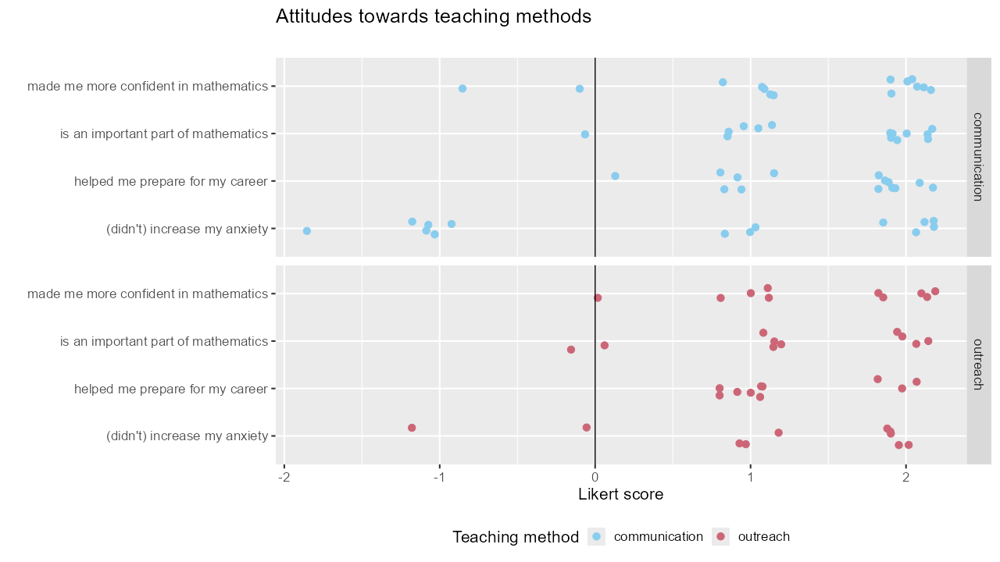 Attitudes towards teaching methods
made me more confident in mathematics
is an important part of mathematics
helped me prepare for my career
(didn't) increase my anxiety
communication
made me more confident in mathematics
is an important part of mathematics
helped me prepare for my career
(didn't) increase my anxiety
outreach
-2 -1 0 1 2
Likert score
Teaching method communication outreach